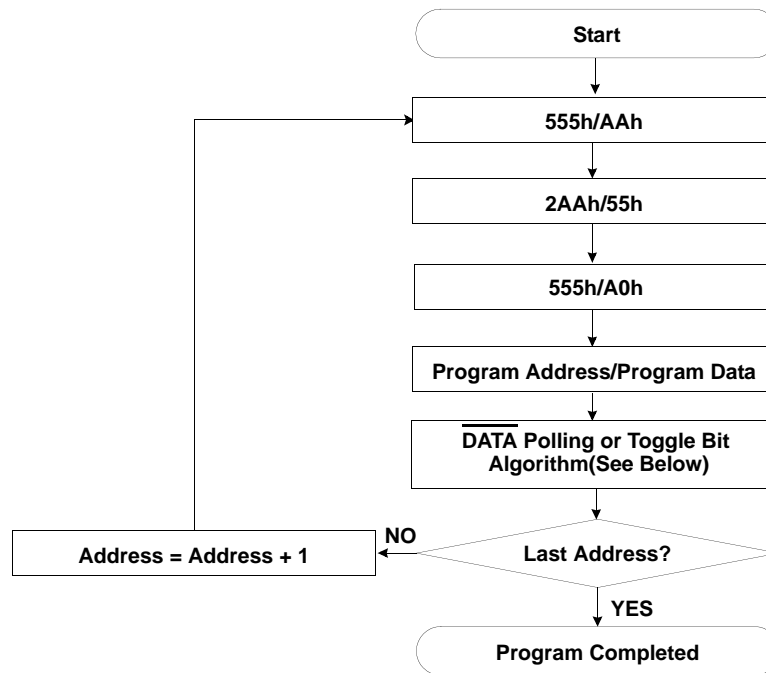 Start
555h/AAh
2AAh/55h
555h/A0h
Program Address/Program Data
DATA Polling or Toggle Bit
Algorithm(See Below)
Last Address?
NO
Address = Address + 1
YES
Program Completed